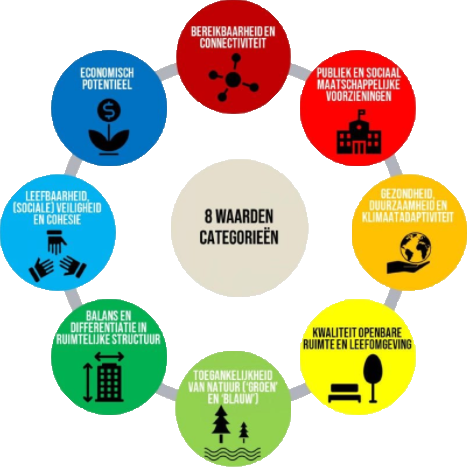 BEREIKBAARHEID EN
CONNECTIVITEIT
PUBLIEK EN SOCIAAL
MAATSCHAPPELIJKE
VOORZIENINGEN
GEZONDHEID,
DUURZAAMHEID EN
KLIMAATADAPTIVITEIT
KWALITEIT OPENBARE
RUIMTE EN LEEFOMGEVING
TOEGANKELIJKHEID
VAN NATUUR ('GROEN'
EN 'BLAUW')
BALANS EN
DIFFERENTIATIE IN
RUIMTELIJKE STRUCTUUR
LEEFBAARHEID,
(SOCIALE) VEILIGHEID
EN COHESIE
ECONOMISCH
POTENTIEEL
$
8 WAARDEN
CATEGORIEËN